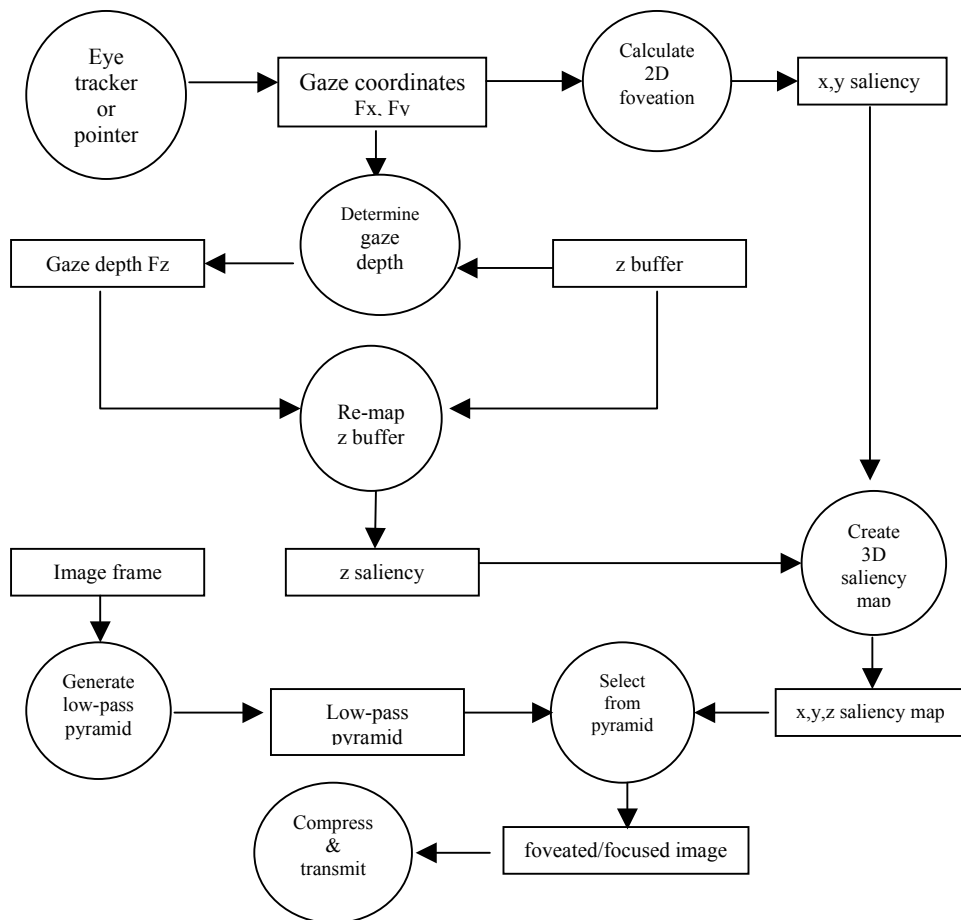 Eye
tracker
or
pointer
Gaze coordinates
Fx, Fy
Calculate
2D
foveation
x,y saliency
Determine
gaze
depth
Gaze depth Fz
z buffer
Re-map
z buffer
Image frame
z saliency
Create
3D
saliency
map
Generate
low-pass
pyramid
Low-pass
pyramid
Select
from
pyramid
x,y,z saliency map
Compress
&
transmit
foveated/focused image